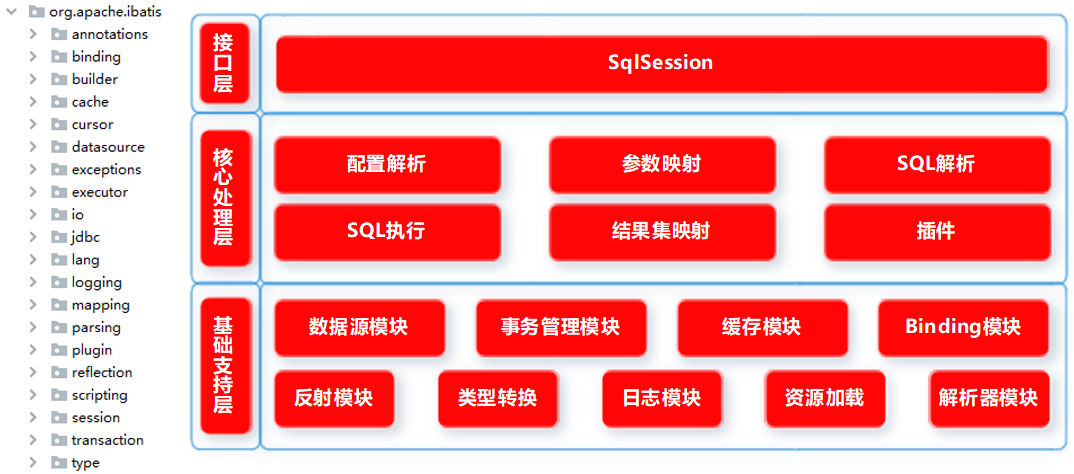 org.apache.ibatis
annotations
binding
builder
cache
cursor
datasource
exceptions
executor
io
jdbc
lang
logging
mapping
parsing
plugin
reflection
scripting
session
transaction
type
接口层
SqlSession
核心处理层
配置解析 参数映射 SQL解析
SQL执行 结果集映射 插件
基础支持层
数据源模块 事务管理模块 缓存模块 Binding模块
反射模块 类型转换 日志模块 资源加载 解析器模块